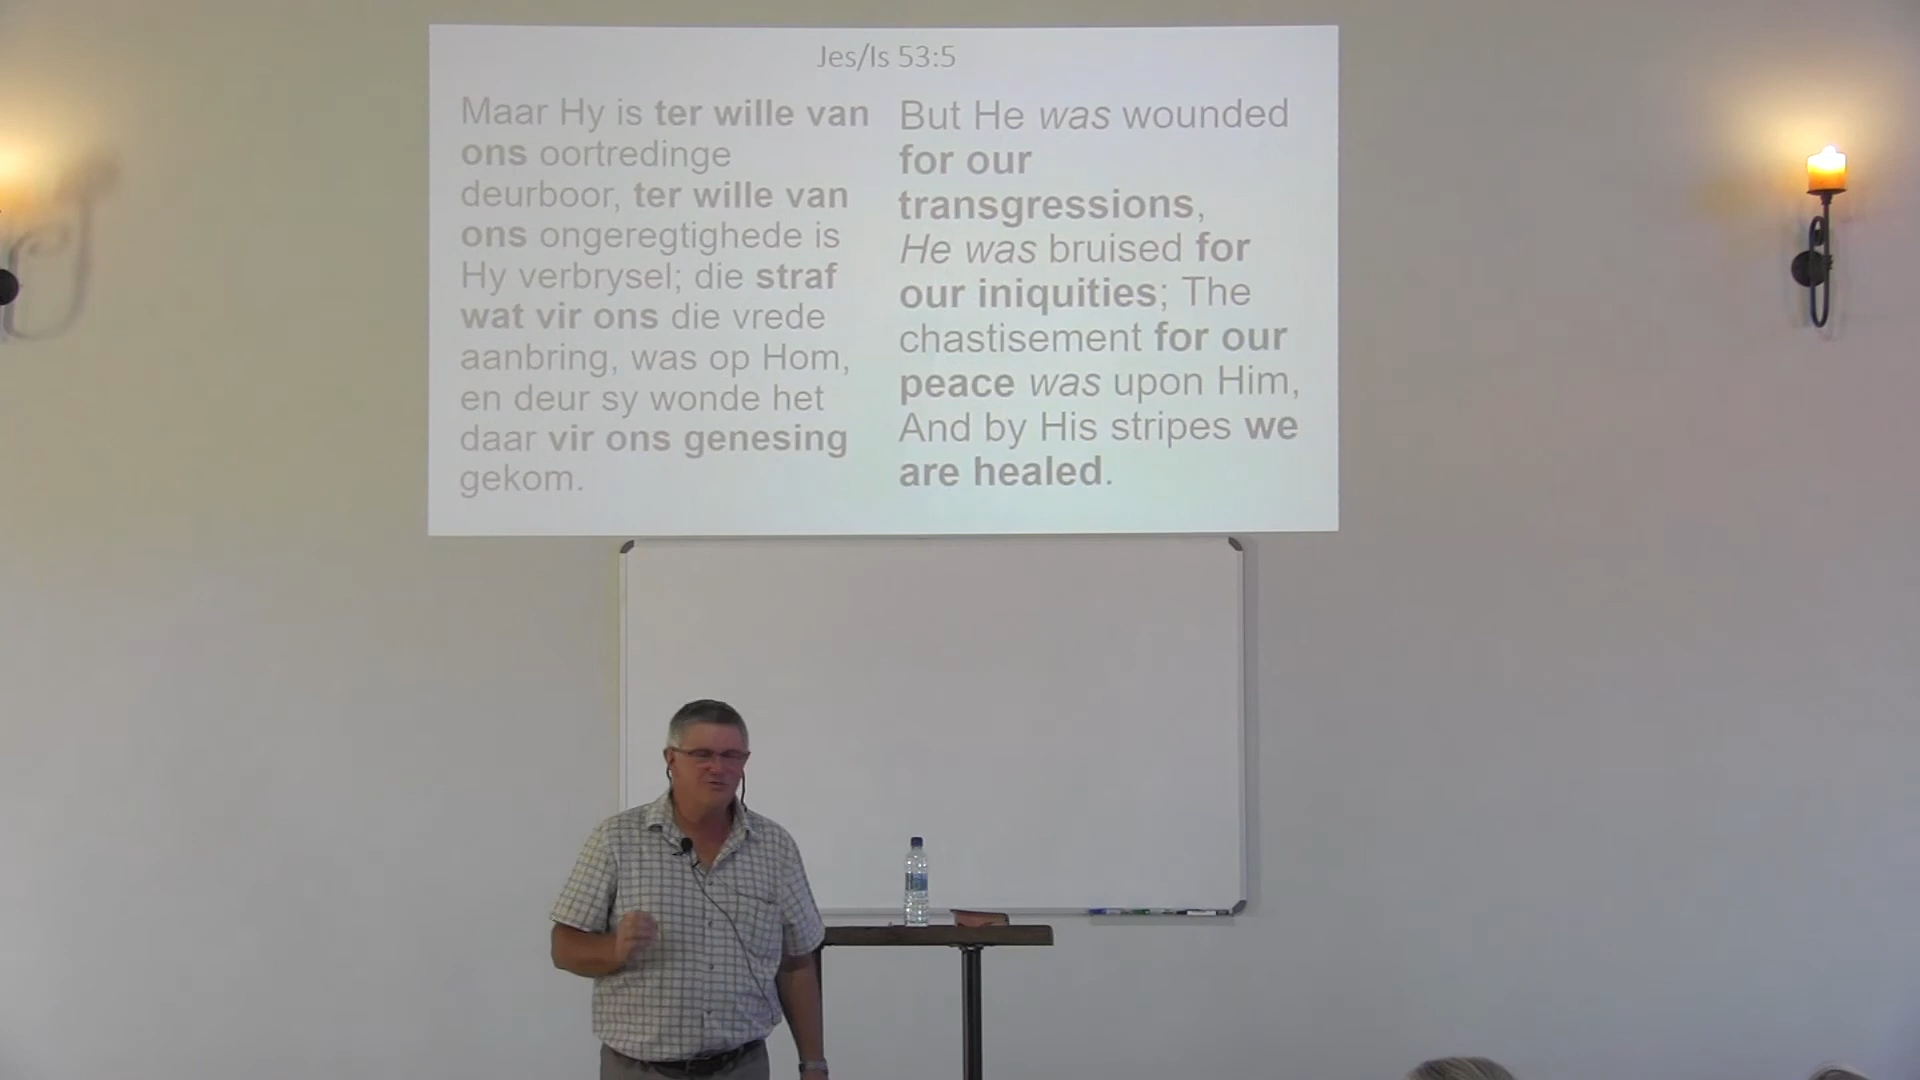 Jes/Is 53:5
Maar Hy is ter wille van
ons oortredinge
deurboor, ter wille van
ons ongeregtighede is
Hy verbrysel; die straf
wat vir ons die vrede
aanbring, was op Hom,
en deur sy wonde het
daar vir ons genesing
gekom.
But He was wounded
for our
transgressions,
He was bruised for
our iniquities; The
chastisement for our
peace was upon Him,
And by His stripes we
are healed.